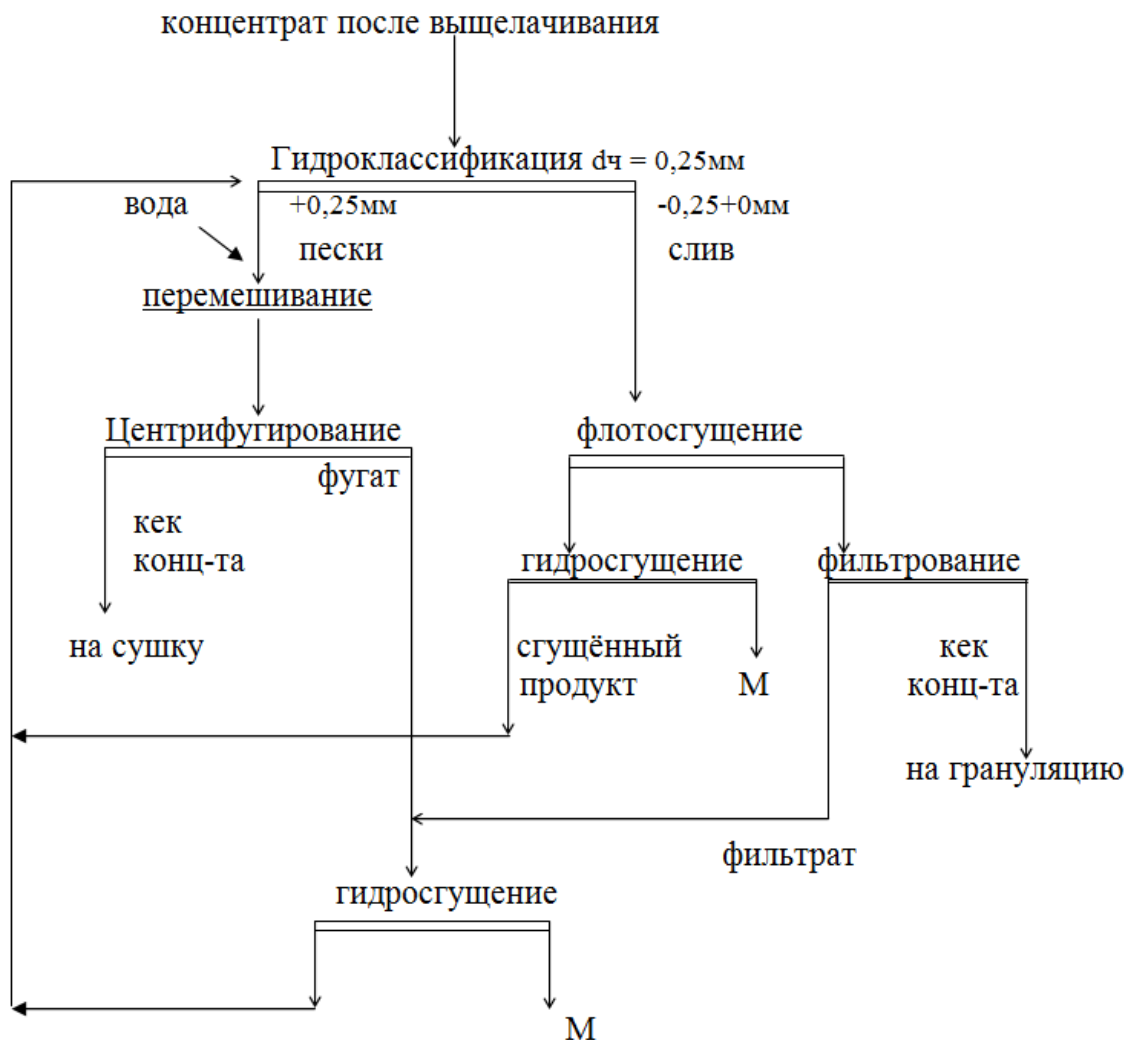 концентрат после выщелачивания
Гидроклассификация dч = 0,25мм
вода
+0,25мм
-0,25+0мм
пески
слив
перемешивание
Центрифугирование
флотосгущение
фугат
кек
конц-та
гидросгущение
фильтрование
на сушку
сгущённый
продукт
М
кек
конц-та
на грануляцию
фильтрат
гидросгущение
М